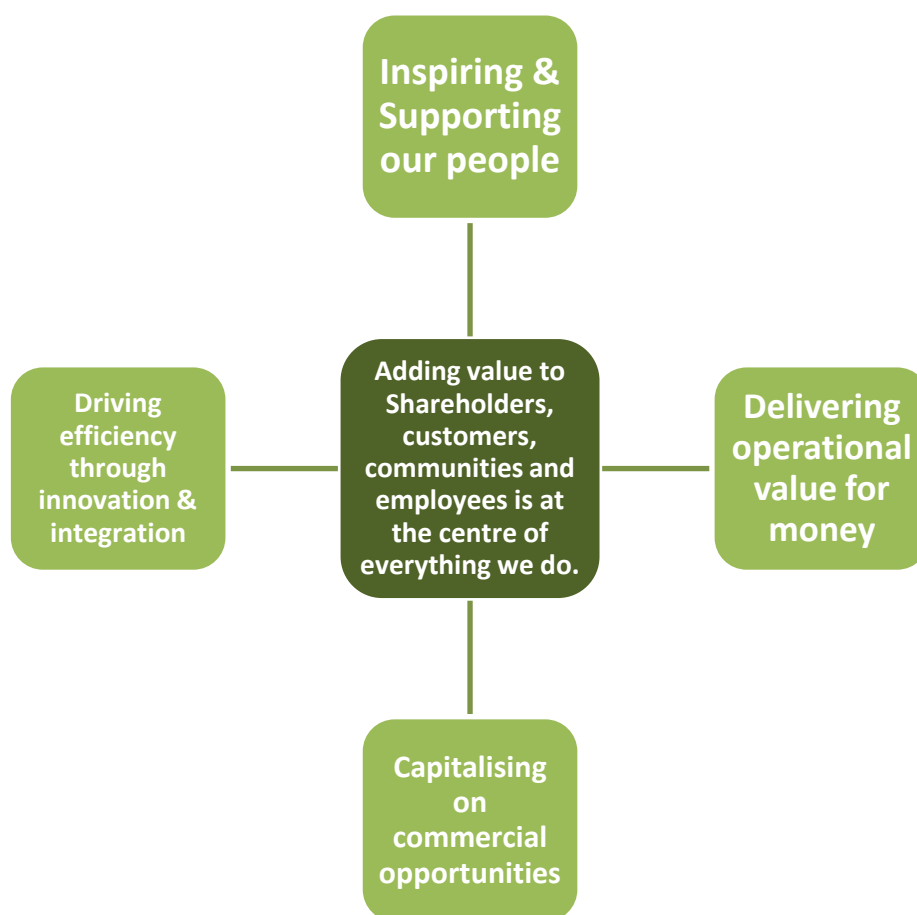 Inspiring &
Supporting
our people
Driving
efficiency
through
innovation &
integration
Adding value to
Shareholders,
customers,
communities and
employees is at
the centre of
everything we do.
Delivering
operational
value for
money
Capitalising
on
commercial
opportunities